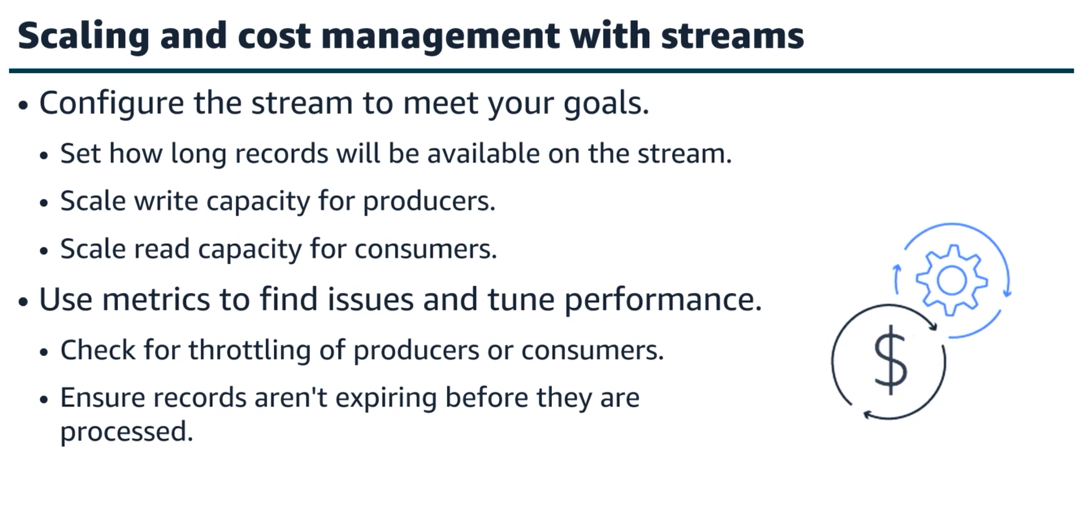 Scaling and cost management with streams
• Configure the stream to meet your goals.
• Set how long records will be available on the stream.
• Scale write capacity for producers.
• Scale read capacity for consumers.
• Use metrics to find issues and tune performance.
• Check for throttling of producers or consumers.
• Ensure records aren't expiring before they are
processed.
$